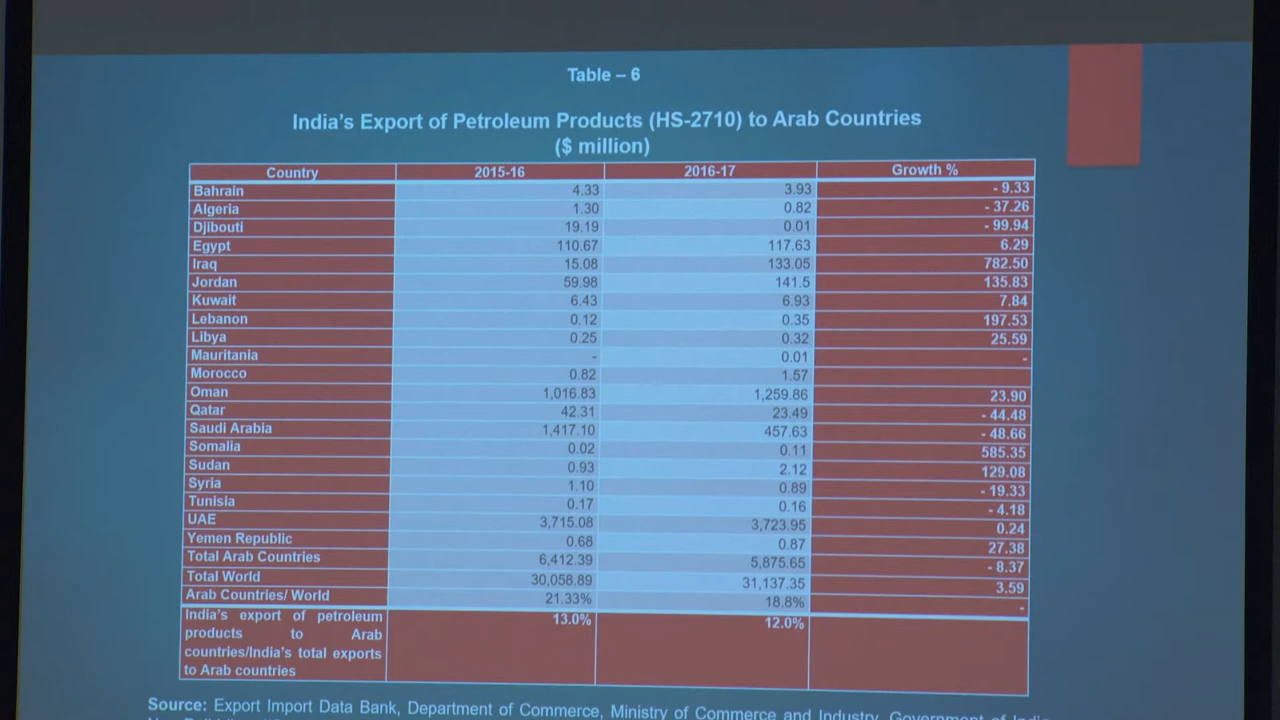 Table – 6
India's Export of Petroleum Products (HS-2710) to Arab Countries
($ million)
Country 2015-16 2016-17 Growth %
Bahrain 4.33 3.93 - 9.33
Algeria 1.30 0.82 - 37.26
Djibouti 19.19 0.01 - 99.94
Egypt 110.67 117.63 6.29
Iraq 15.08 133.05 782.50
Jordan 59.98 141.5 135.83
Kuwait 6.43 6.93 7.84
Lebanon 0.12 0.35 197.53
Libya 0.25 0.32 25.59
Mauritania - 0.01 -
Morocco 0.82 1.57
Oman 1,016.83 1,259.86 23.90
Qatar 42.31 23.49 - 44.48
Saudi Arabia 1,417.10 457.63 - 48.66
Somalia 0.02 0.11 585.35
Sudan 0.93 2.12 129.08
Syria 1.10 0.89 - 19.33
Tunisia 0.17 0.16 - 4.18
UAE 3,715.08 3,723.95 0.24
Yemen Republic 0.68 0.87 27.38
Total Arab Countries 6,412.39 5,875.65 - 8.37
Total World 30,058.89 31,137.35 3.59
Arab Countries/ World 21.33% 18.8% -
India's export of petroleum 13.0% 12.0%
products to Arab
countries/India's total exports
to Arab countries
Source: Export Import Data Bank, Department of Commerce, Ministry of Commerce and Industry, Government of India